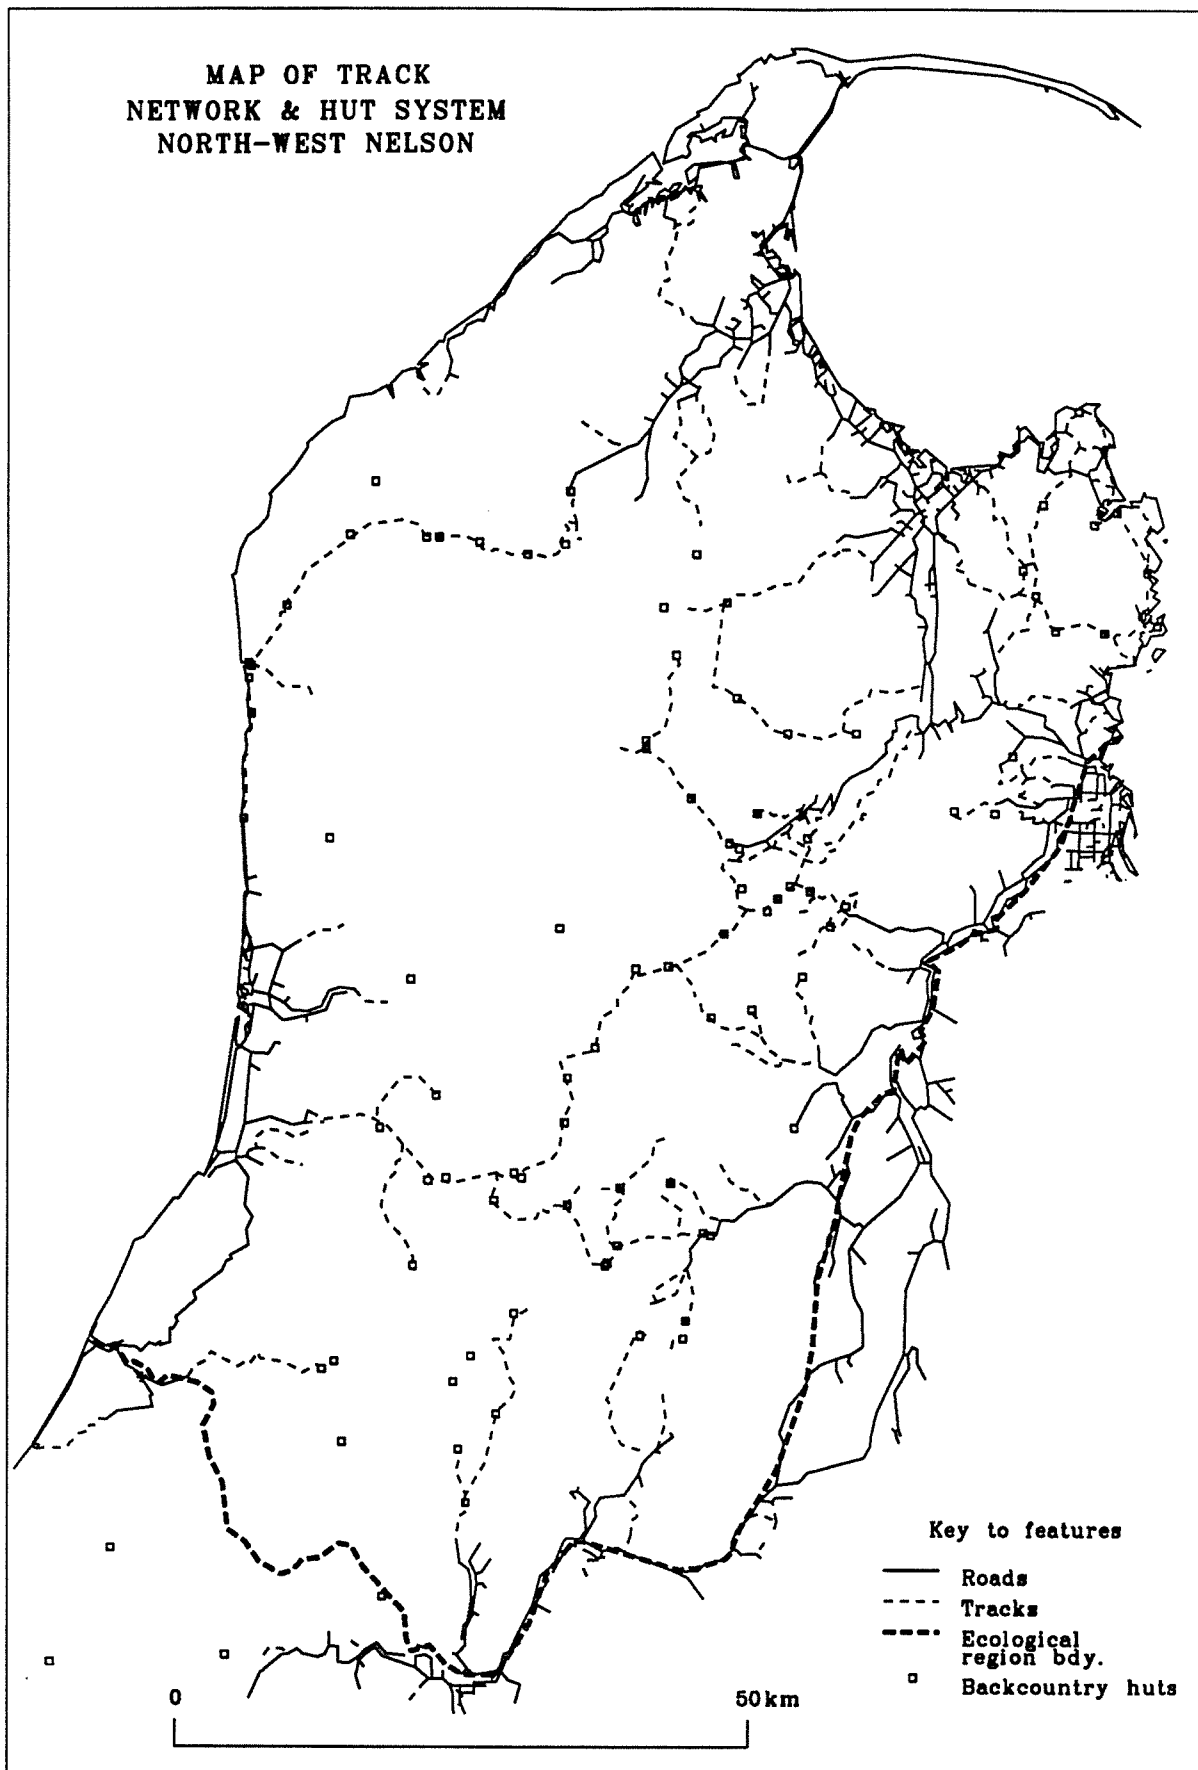 MAP OF TRACK
NETWORK & HUT SYSTEM
NORTH-WEST NELSON
Key to features
Roads
Tracks
Ecological
region bdy.
Backcountry huts
0 50km